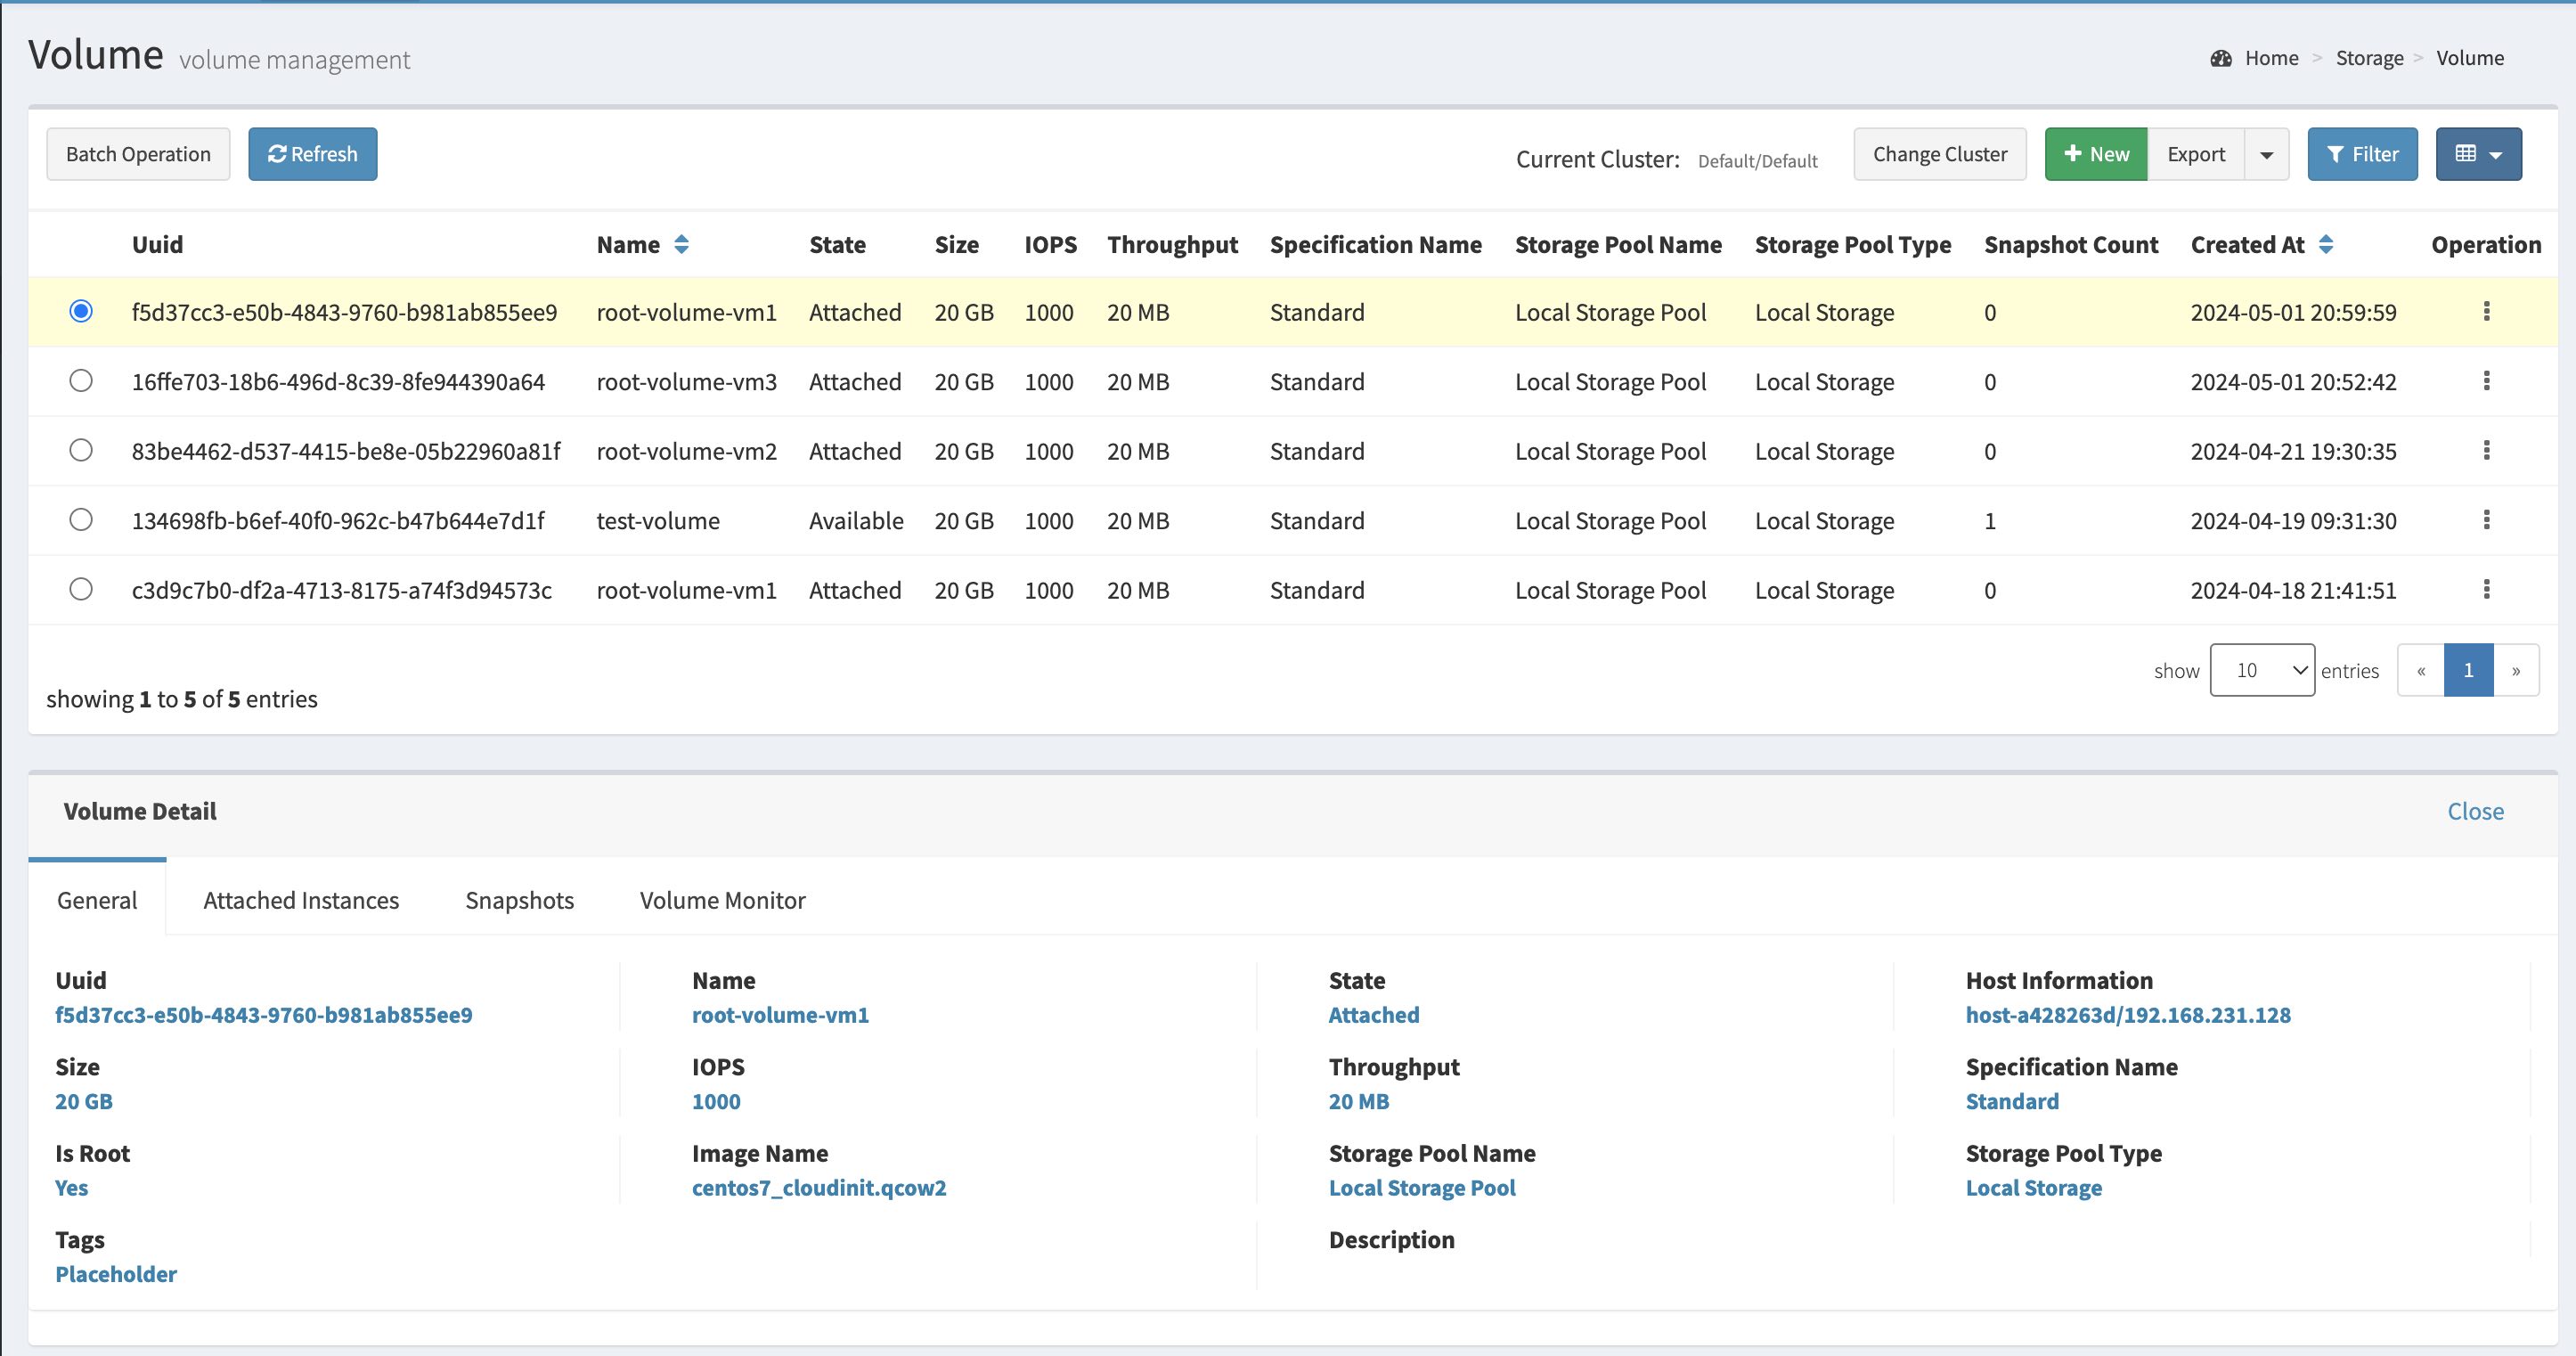 Volume volume management
Home > Storage > Volume
Batch Operation Refresh Current Cluster: Default/Default Change Cluster New Export Filter
Uuid Name State Size IOPS Throughput Specification Name Storage Pool Name Storage Pool Type Snapshot Count Created At Operation
f5d37cc3-e50b-4843-9760-b981ab855ee9 root-volume-vm1 Attached 20 GB 1000 20 MB Standard Local Storage Pool Local Storage 0 2024-05-01 20:59:59
16ffe703-18b6-496d-8c39-8fe944390a64 root-volume-vm3 Attached 20 GB 1000 20 MB Standard Local Storage Pool Local Storage 0 2024-05-01 20:52:42
83be4462-d537-4415-be8e-05b22960a81f root-volume-vm2 Attached 20 GB 1000 20 MB Standard Local Storage Pool Local Storage 0 2024-04-21 19:30:35
134698fb-b6ef-40f0-962c-b47b644e7d1f test-volume Available 20 GB 1000 20 MB Standard Local Storage Pool Local Storage 1 2024-04-19 09:31:30
c3d9c7b0-df2a-4713-8175-a74f3d94573c root-volume-vm1 Attached 20 GB 1000 20 MB Standard Local Storage Pool Local Storage 0 2024-04-18 21:41:51
show 10 entries « 1 »
showing 1 to 5 of 5 entries
Volume Detail Close
General Attached Instances Snapshots Volume Monitor
Uuid Name State Host Information
f5d37cc3-e50b-4843-9760-b981ab855ee9 root-volume-vm1 Attached host-a428263d/192.168.231.128
Size IOPS Throughput Specification Name
20 GB 1000 20 MB Standard
Is Root Image Name Storage Pool Name Storage Pool Type
Yes centos7_cloudinit.qcow2 Local Storage Pool Local Storage
Tags Description
Placeholder